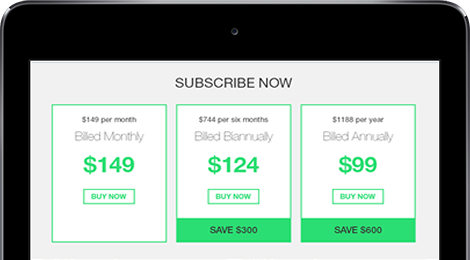 SUBSCRIBE NOW
$149 per month
Billed Monthly
$149
BUY NOW
$744 per six months
Billed Biannually
$124
BUY NOW
SAVE $300
$1188 per year
Billed Annually
$99
BUY NOW
SAVE $600